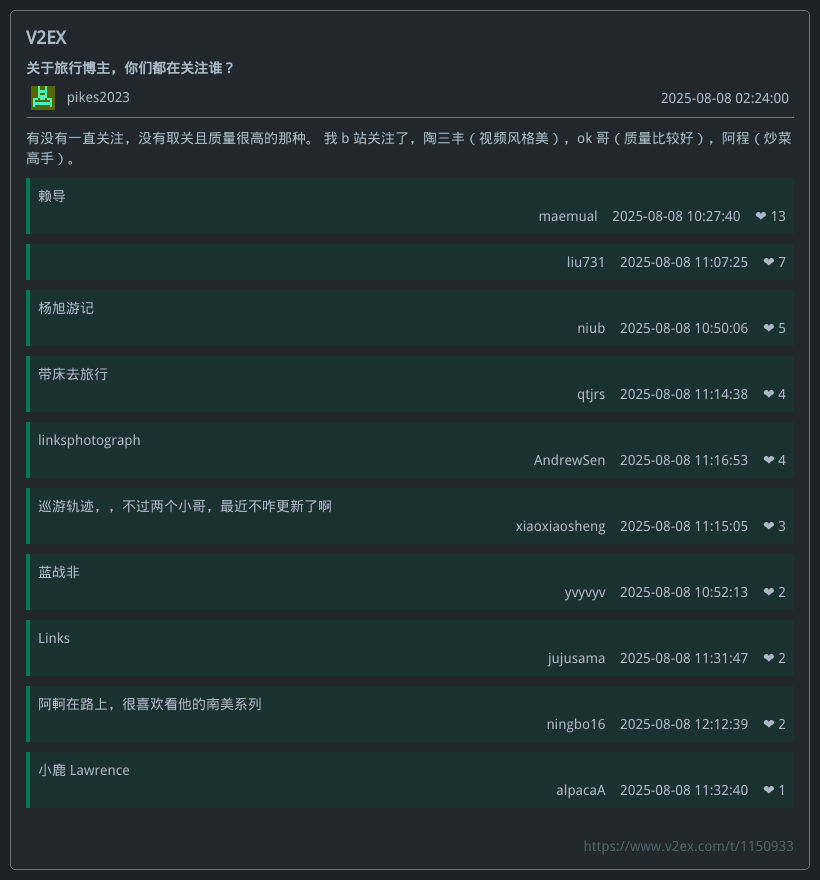 V2EX
关于旅行博主，你们都在关注谁？
pikes2023 2025-08-08 02:24:00
有没有一直关注，没有取关且质量很高的那种。 我 b 站关注了，陶三丰（视频风格美），ok 哥（质量比较好），阿程（炒菜
高手）。
赖导
maemual 2025-08-08 10:27:40 ❤ 13
liu731 2025-08-08 11:07:25 ❤ 7
杨旭游记
niub 2025-08-08 10:50:06 ❤ 5
带床去旅行
qtjrs 2025-08-08 11:14:38 ❤ 4
linksphotograph
AndrewSen 2025-08-08 11:16:53 ❤ 4
巡游轨迹，，不过两个小哥，最近不咋更新了啊
xiaoxiaosheng 2025-08-08 11:15:05 ❤ 3
蓝战非
yvyvyv 2025-08-08 10:52:13 ❤ 2
Links
jujusama 2025-08-08 11:31:47 ❤ 2
阿軻在路上，很喜欢看他的南美系列
ningbo16 2025-08-08 12:12:39 ❤ 2
小鹿 Lawrence
alpacaA 2025-08-08 11:32:40 ❤ 1
https://www.v2ex.com/t/1150933